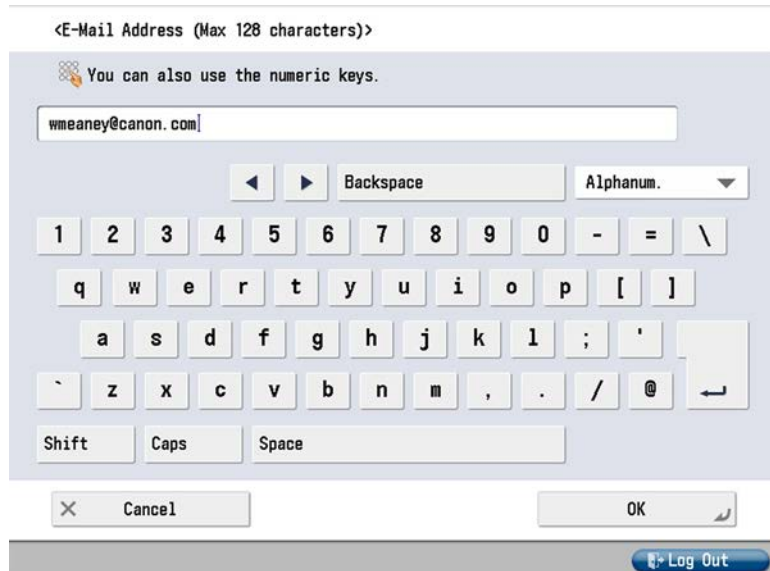 <E-Mail Address (Max 128 characters)>
You can also use the numeric keys.
wmeaney@canon.com
◀ ▶ Backspace Alphanum. ▼
1 2 3 4 5 6 7 8 9 0 - = \
q w e r t y u i o p [ ]
a s d f g h j k l ; '
` z x c v b n m , . / @
Shift Caps Space
Cancel OK
Log Out